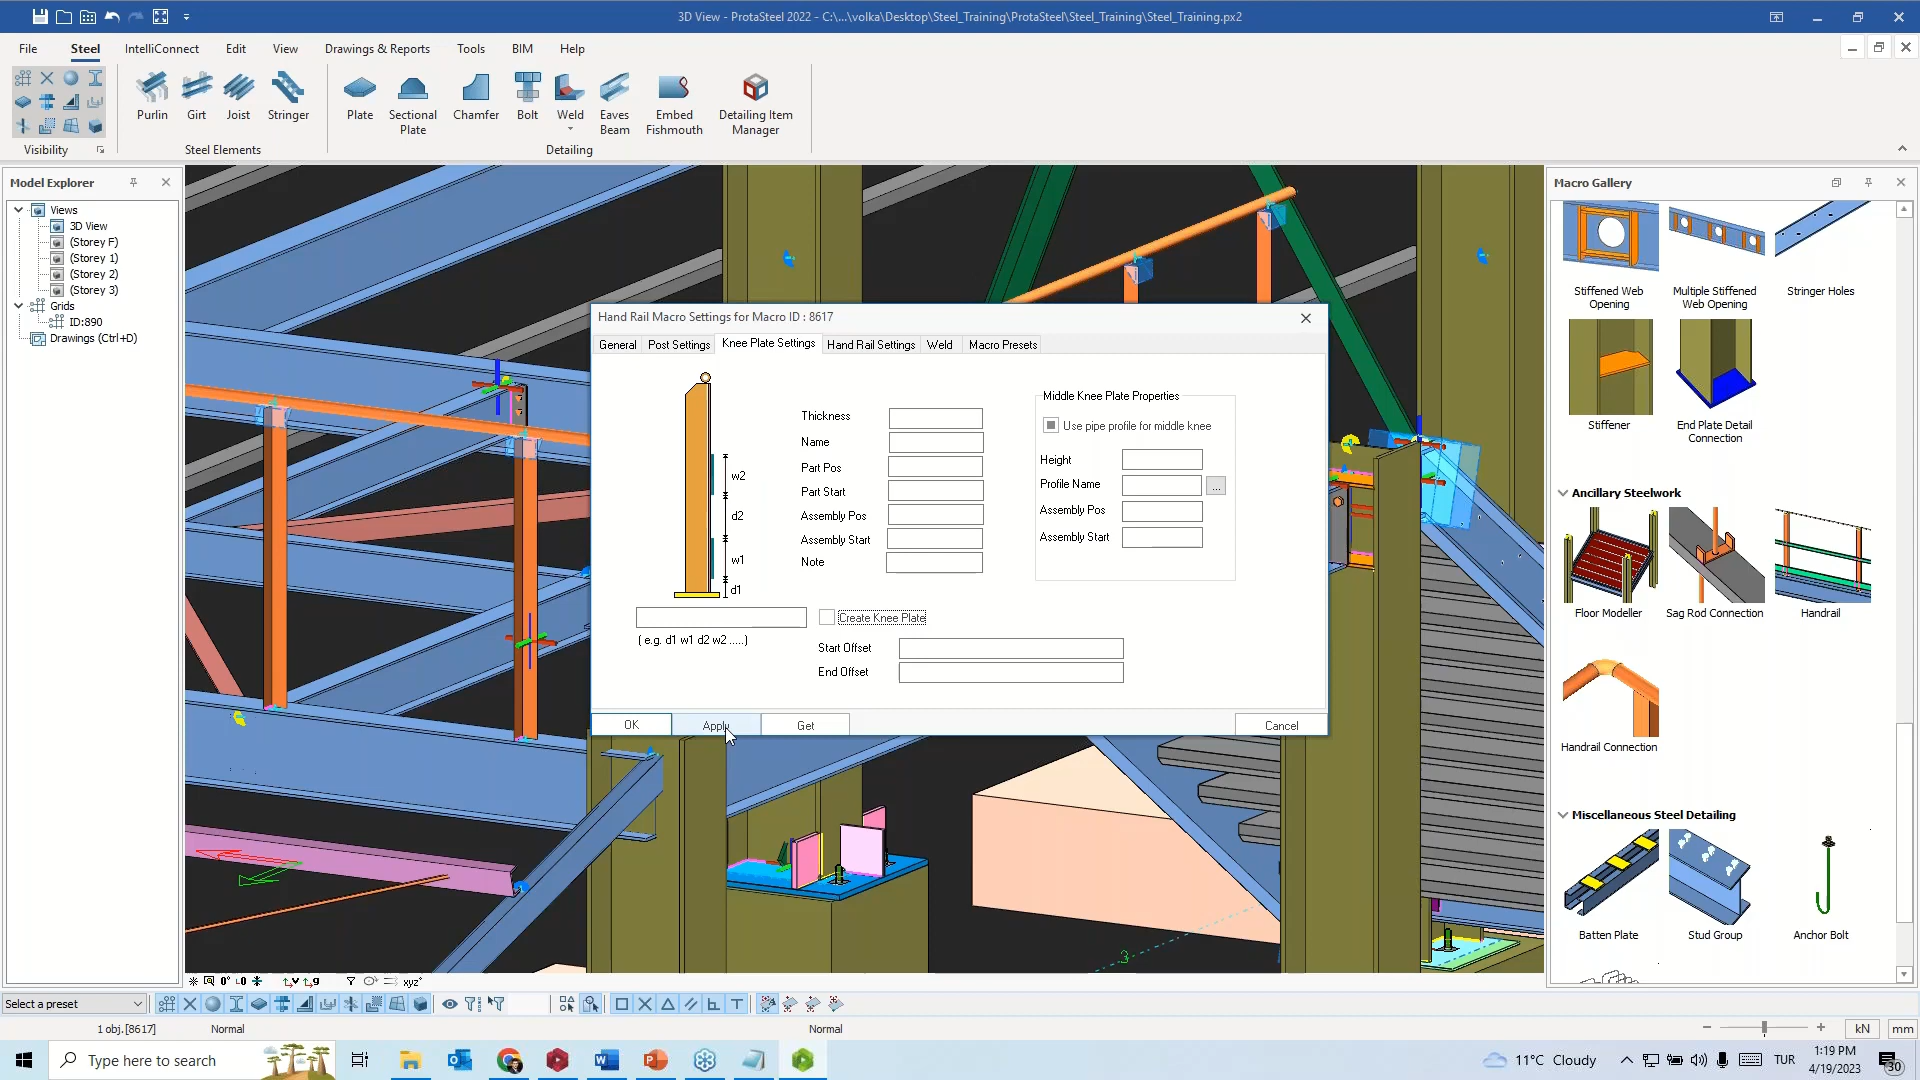 3D View - ProtaSteel 2022 - C:\...\volka\Desktop\Steel_Training\ProtaSteel\Steel_Training\Steel_Training.px2
File Steel IntelliConnect Edit View Drawings & Reports Tools BIM Help
Purlin Girt Joist Stringer Plate Sectional Plate Chamfer Bolt Weld Eaves Beam Embed Fishmouth Detailing Item Manager
Visibility Steel Elements Detailing
Model Explorer
Views
3D View
(Storey F)
(Storey 1)
(Storey 2)
(Storey 3)
Grids
ID:890
Drawings (Ctrl+D)
Hand Rail Macro Settings for Macro ID : 8617
General Post Settings Knee Plate Settings Hand Rail Settings Weld Macro Presets
w2
d2
w1
d1
( e.g. d1 w1 d2 w2 .....)
Thickness
Name
Part Pos
Part Start
Assembly Pos
Assembly Start
Note
Create Knee Plate
Start Offset
End Offset
Middle Knee Plate Properties
Use pipe profile for middle knee
Height
Profile Name ...
Assembly Pos
Assembly Start
OK Apply Get Cancel
3
Macro Gallery
Stiffened Web Opening
Multiple Stiffened Web Opening
Stringer Holes
Stiffener
End Plate Detail Connection
Ancillary Steelwork
Floor Modeller
Sag Rod Connection
Handrail
Handrail Connection
Miscellaneous Steel Detailing
Batten Plate
Stud Group
Anchor Bolt
Select a preset
1 obj.[8617] Normal Normal kN mm
Type here to search
11°C Cloudy
TUR
1:19 PM
4/19/2023
30